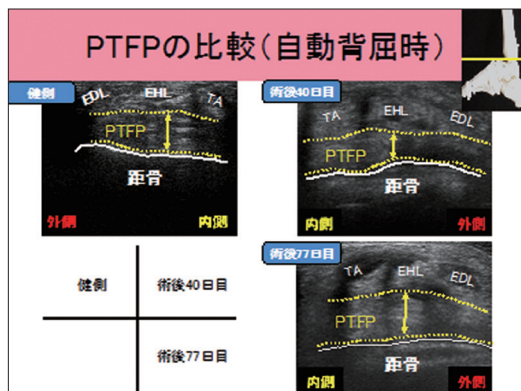 PTFPの比較(自動背屈時)
健側
EDL EHL TA
PTFP
距骨
外側 内側
術後40日目
TA EHL EDL
PTFP
距骨
内側 外側
健側 術後40日目
術後77日目
術後77日目
TA EHL EDL
PTFP
距骨
内側 外側